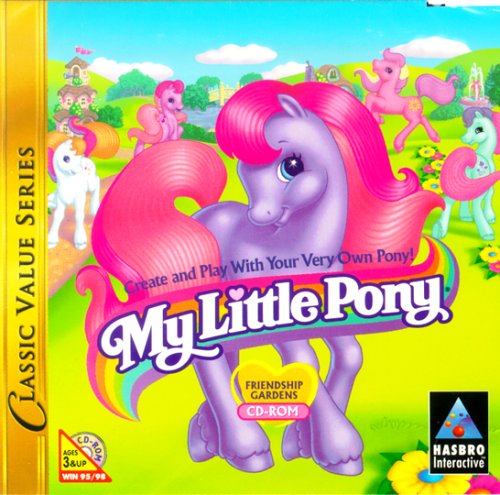 CLASSIC VALUE SERIES
Create and Play With Your Very Own Pony!
My Little Pony
FRIENDSHIP
GARDENS
CD-ROM
CD-ROM
AGES
3 & UP
WIN 95/98
HASBRO
Interactive™